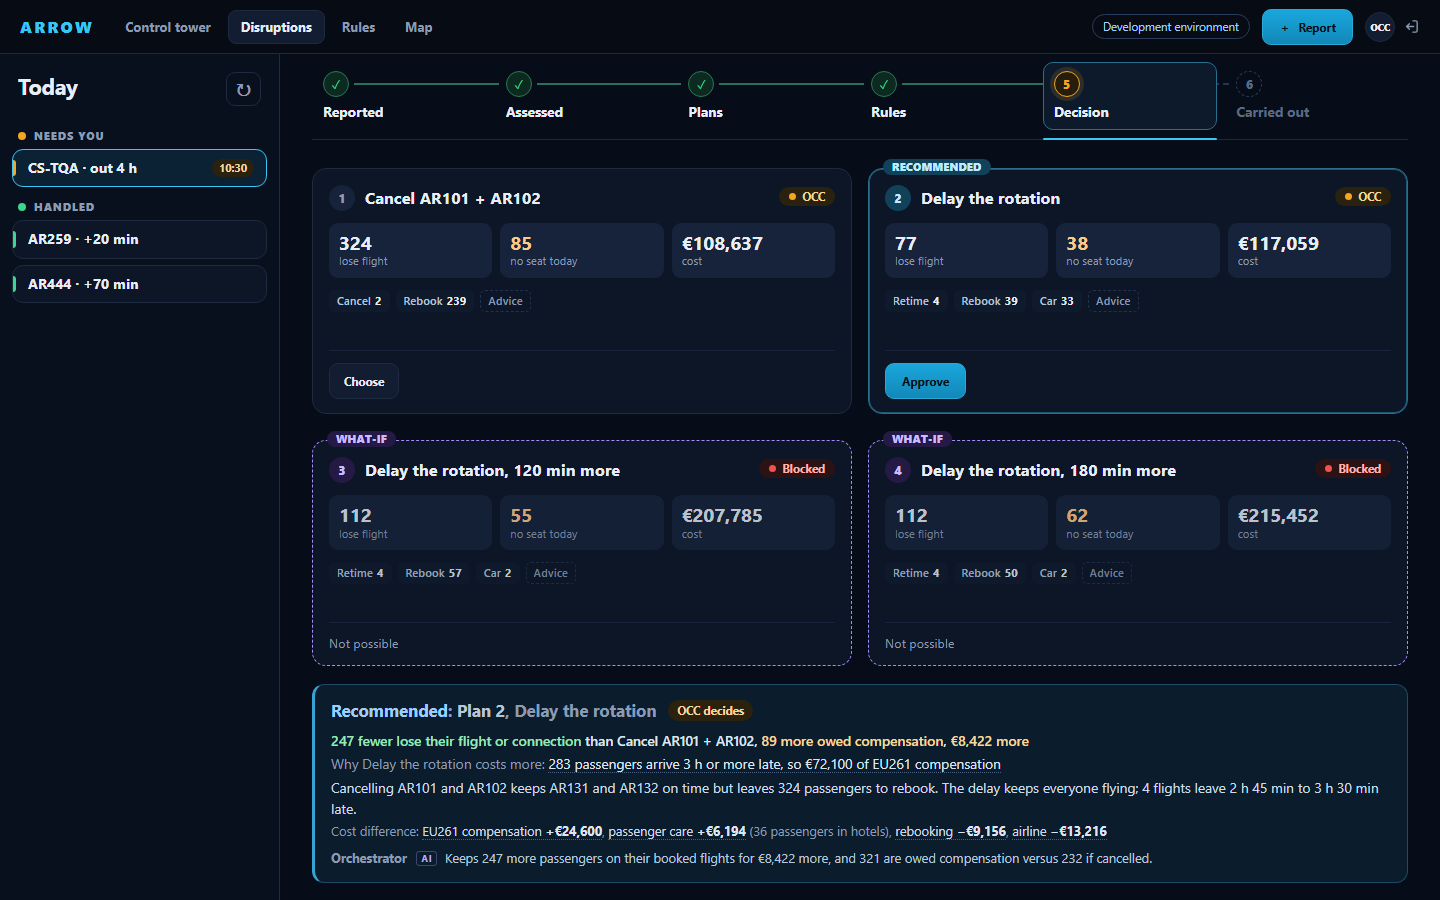 ARROW
Control tower
Disruptions
Rules
Map
Development environment
+ Report
OCC
Today
NEEDS YOU
CS-TQA · out 4 h
10:30
HANDLED
AR259 · +20 min
AR444 · +70 min
Reported
Assessed
Plans
Rules
5
Decision
6
Carried out
1
Cancel AR101 + AR102
OCC
324
lose flight
85
no seat today
€108,637
cost
Cancel 2
Rebook 239
Advice
Choose
RECOMMENDED
2
Delay the rotation
OCC
77
lose flight
38
no seat today
€117,059
cost
Retime 4
Rebook 39
Car 33
Advice
Approve
WHAT-IF
3
Delay the rotation, 120 min more
Blocked
112
lose flight
55
no seat today
€207,785
cost
Retime 4
Rebook 57
Car 2
Advice
Not possible
WHAT-IF
4
Delay the rotation, 180 min more
Blocked
112
lose flight
62
no seat today
€215,452
cost
Retime 4
Rebook 50
Car 2
Advice
Not possible
Recommended: Plan 2, Delay the rotation OCC decides
247 fewer lose their flight or connection than Cancel AR101 + AR102, 89 more owed compensation, €8,422 more
Why Delay the rotation costs more: 283 passengers arrive 3 h or more late, so €72,100 of EU261 compensation
Cancelling AR101 and AR102 keeps AR131 and AR132 on time but leaves 324 passengers to rebook. The delay keeps everyone flying; 4 flights leave 2 h 45 min to 3 h 30 min
late.
Cost difference: EU261 compensation +€24,600, passenger care +€6,194 (36 passengers in hotels), rebooking −€9,156, airline −€13,216
Orchestrator AI Keeps 247 more passengers on their booked flights for €8,422 more, and 321 are owed compensation versus 232 if cancelled.